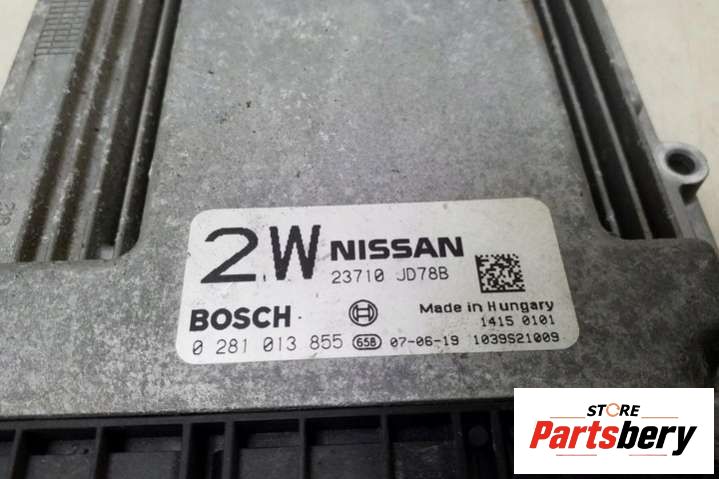 2W NISSAN
23710 JD78B
BOSCH
Made in Hungary
1415 0101
0 281 013 855 658 07-06-19 1039S21009
STORE
Partsbery